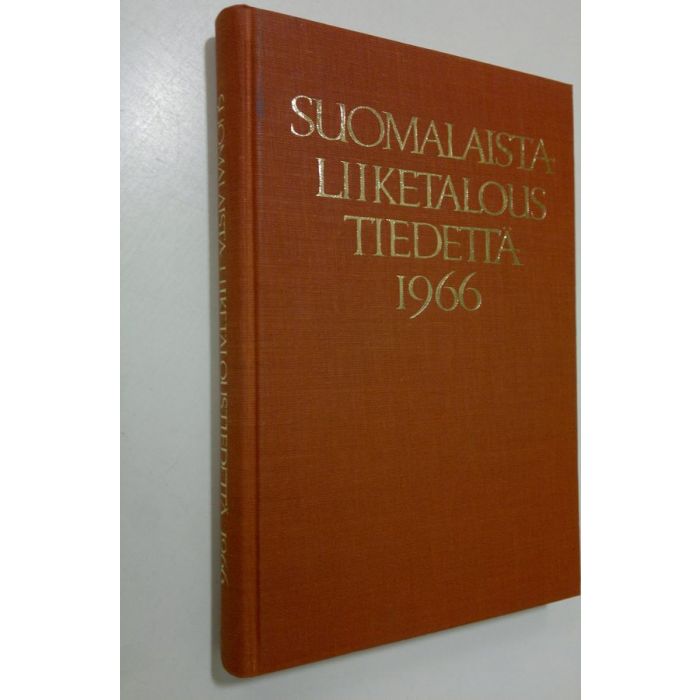 SUOMALAISTA
LIIKETALOUS
TIEDETTÄ
1966
SUOMALAISTA LIIKETALOUSTIEDETTÄ 1966